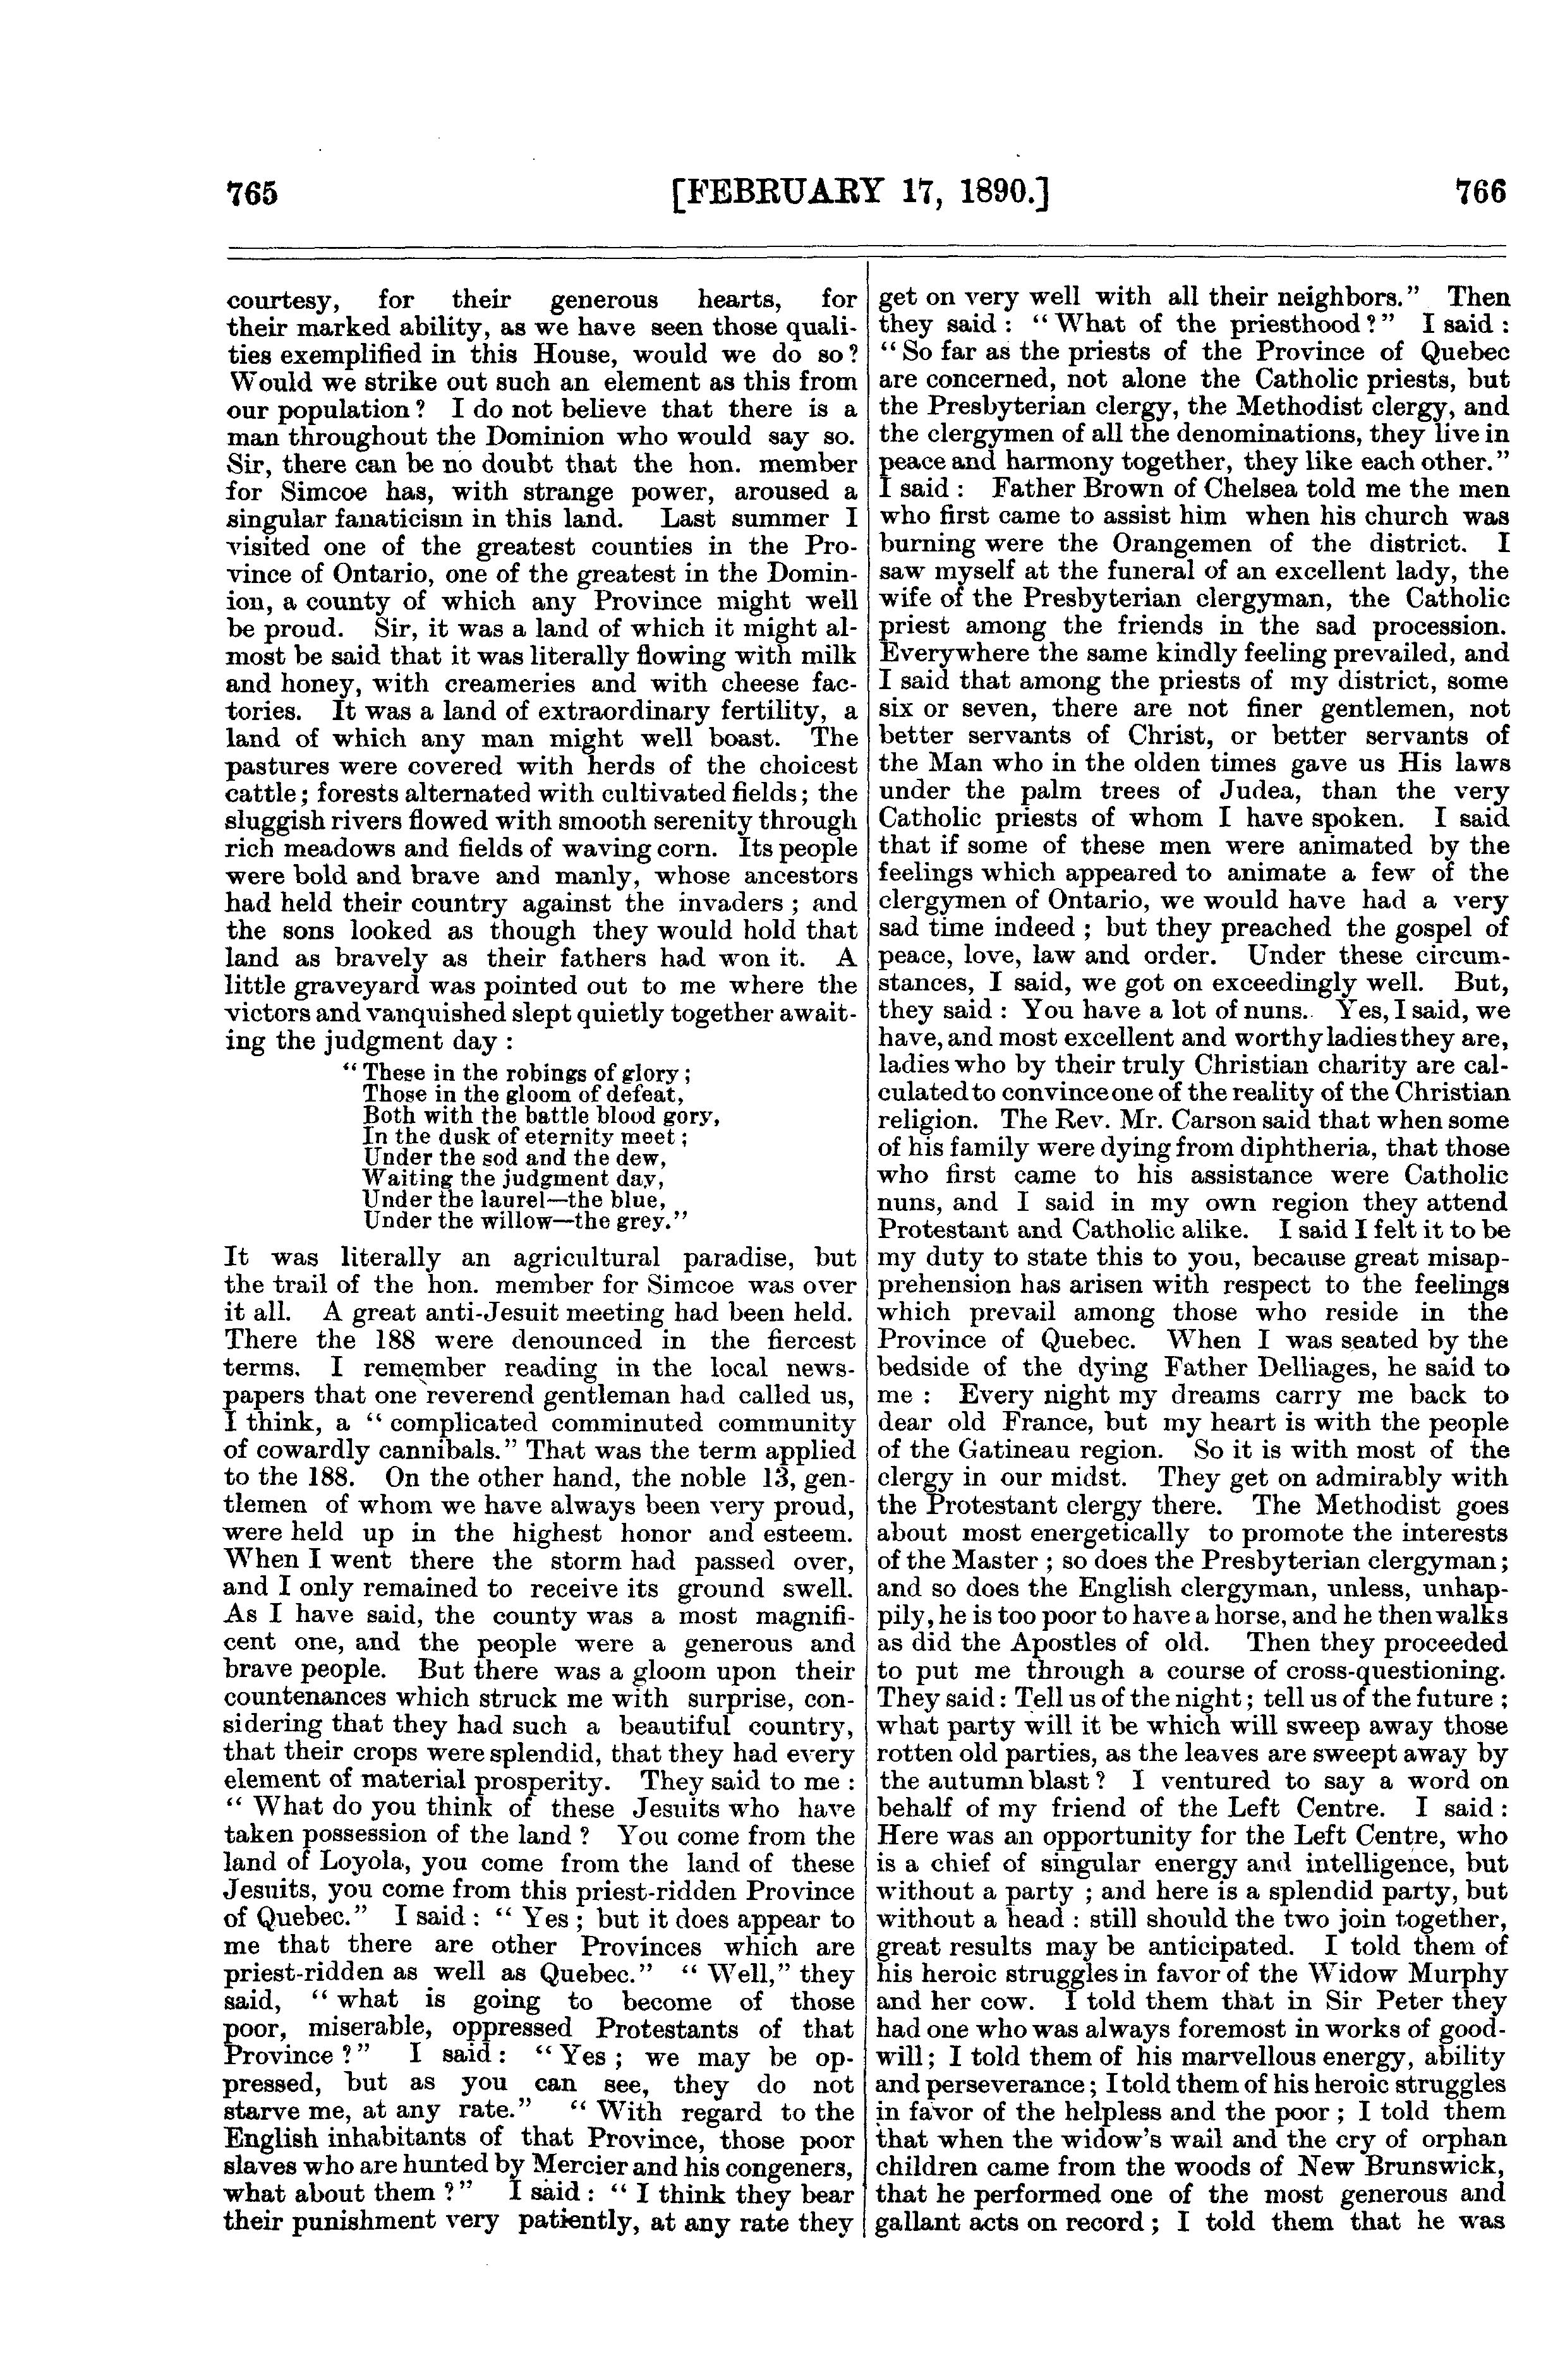 765
[FEBRUARY 17, 1890.]
766
courtesy, for their generous hearts, for
their marked ability, as we have seen those quali-
ties exemplified in this House, would we do so?
Would we strike out such an element as this from
our population? I do not believe that there is a
man throughout the Dominion who would say so.
Sir, there can be no doubt that the hon. member
for Simcoe has, with strange power, aroused a
singular fanaticism in this land. Last summer I
visited one of the greatest counties in the Pro-
vince of Ontario, one of the greatest in the Domin-
ion, a county of which any Province might well
be proud. Sir, it was a land of which it might al-
most be said that it was literally flowing with milk
and honey, with creameries and with cheese fac-
tories. It was a land of extraordinary fertility, a
land of which any man might well boast. The
pastures were covered with herds of the choicest
cattle; forests alternated with cultivated fields; the
sluggish rivers flowed with smooth serenity through
rich meadows and fields of waving corn. Its people
were bold and brave and manly, whose ancestors
had held their country against the invaders ; and
the sons looked as though they would hold that
land as bravely as their fathers had won it. A
little graveyard was pointed out to me where the
victors and vanquished slept quietly together await-
ing the judgment day :
“ These in the robings of glory ;
Those in the gloom of defeat,
Both with the battle blood gory,
In the dusk of eternity meet ;
Under the sod and the dew,
Waiting the judgment day,
Under the laurel—the blue,
Under the willow—the grey.”
It was literally an agricultural paradise, but
the trail of the hon. member for Simcoe was over
it all. A great anti-Jesuit meeting had been held.
There the 188 were denounced in the fiercest
terms. I remember reading in the local news-
papers that one reverend gentleman had called us,
I think, a “ complicated comminuted community
of cowardly cannibals.” That was the term applied
to the 188. On the other hand, the noble 13, gen-
tlemen of whom we have always been very proud,
were held up in the highest honor and esteem.
When I went there the storm had passed over,
and I only remained to receive its ground swell.
As I have said, the county was a most magnifi-
cent one, and the people were a generous and
brave people. But there was a gloom upon their
countenances which struck me with surprise, con-
sidering that they had such a beautiful country,
that their crops were splendid, that they had every
element of material prosperity. They said to me :
“ What do you think of these Jesuits who have
taken possession of the land ? You come from the
land of Loyola, you come from the land of these
Jesuits, you come from this priest-ridden Province
of Quebec.” I said : “ Yes ; but it does appear to
me that there are other Provinces which are
priest-ridden as well as Quebec.” “ Well,” they
said, “ what is going to become of those
poor, miserable, oppressed Protestants of that
Province ?” I said : “ Yes ; we may be op-
pressed, but as you can see, they do not
starve me, at any rate.” “ With regard to the
English inhabitants of that Province, those poor
slaves who are hunted by Mercier and his congeners,
what about them ?” I said : “ I think they bear
their punishment very patiently, at any rate they
get on very well with all their neighbors.” Then
they said : “ What of the priesthood ?” I said :
“ So far as the priests of the Province of Quebec
are concerned, not alone the Catholic priests, but
the Presbyterian clergy, the Methodist clergy, and
the clergymen of all the denominations, they live in
peace and harmony together, they like each other.”
I said : Father Brown of Chelsea told me the men
who first came to assist him when his church was
burning were the Orangemen of the district. I
saw myself at the funeral of an excellent lady, the
wife of the Presbyterian clergyman, the Catholic
priest among the friends in the sad procession.
Everywhere the same kindly feeling prevailed, and
I said that among the priests of my district, some
six or seven, there are not finer gentlemen, not
better servants of Christ, or better servants of
the Man who in the olden times gave us His laws
under the palm trees of Judea, than the very
Catholic priests of whom I have spoken. I said
that if some of these men were animated by the
feelings which appeared to animate a few of the
clergymen of Ontario, we would have had a very
sad time indeed ; but they preached the gospel of
peace, love, law and order. Under these circum-
stances, I said, we got on exceedingly well. But,
they said : You have a lot of nuns. Yes, I said, we
have, and most excellent and worthy ladies they are,
ladies who by their truly Christian charity are cal-
culated to convince one of the reality of the Christian
religion. The Rev. Mr. Carson said that when some
of his family were dying from diphtheria, that those
who first came to his assistance were Catholic
nuns, and I said in my own region they attend
Protestant and Catholic alike. I said I felt it to be
my duty to state this to you, because great misap-
prehension has arisen with respect to the feelings
which prevail among those who reside in the
Province of Quebec. When I was seated by the
bedside of the dying Father Delliages, he said to
me : Every night my dreams carry me back to
dear old France, but my heart is with the people
of the Gatineau region. So it is with most of the
clergy in our midst. They get on admirably with
the Protestant clergy there. The Methodist goes
about most energetically to promote the interests
of the Master ; so does the Presbyterian clergyman ;
and so does the English clergyman, unless, unhap-
pily, he is too poor to have a horse, and he then walks
as did the Apostles of old. Then they proceeded
to put me through a course of cross-questioning.
They said : Tell us of the night ; tell us of the future ;
what party will it be which will sweep away those
rotten old parties, as the leaves are swept away by
the autumn blast ? I ventured to say a word on
behalf of my friend of the Left Centre. I said :
Here was an opportunity for the Left Centre, who
is a chief of singular energy and intelligence, but
without a party ; and here is a splendid party, but
without a head : still should the two join together,
great results may be anticipated. I told them of
his heroic struggles in favor of the Widow Murphy
and her cow. I told them that in Sir Peter they
had one who was always foremost in works of good-
will ; I told them of his marvellous energy, ability
and perseverance ; I told them of his heroic struggles
in favor of the helpless and the poor ; I told them
that when the widow’s wail and the cry of orphan
children came from the woods of New Brunswick,
that he performed one of the most generous and
gallant acts on record ; I told them that he was